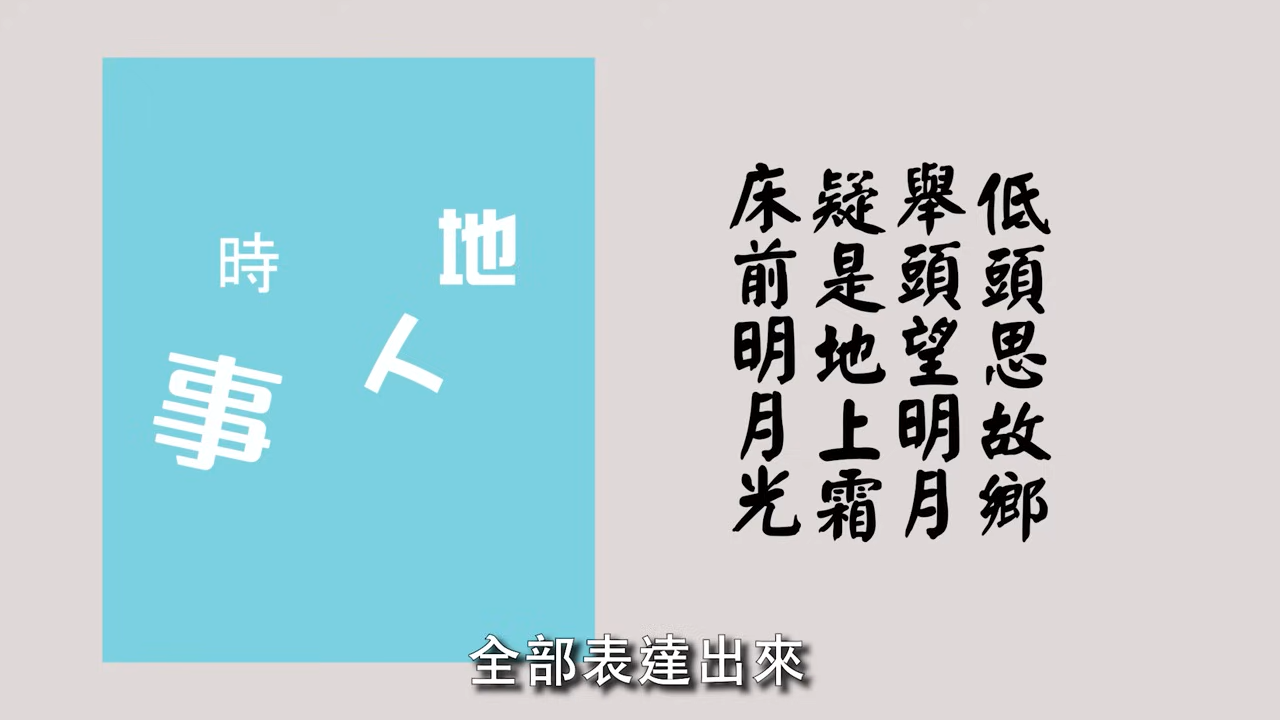 時
地
人
事
床前明月光
疑是地上霜
舉頭望明月
低頭思故鄉
全部表達出來